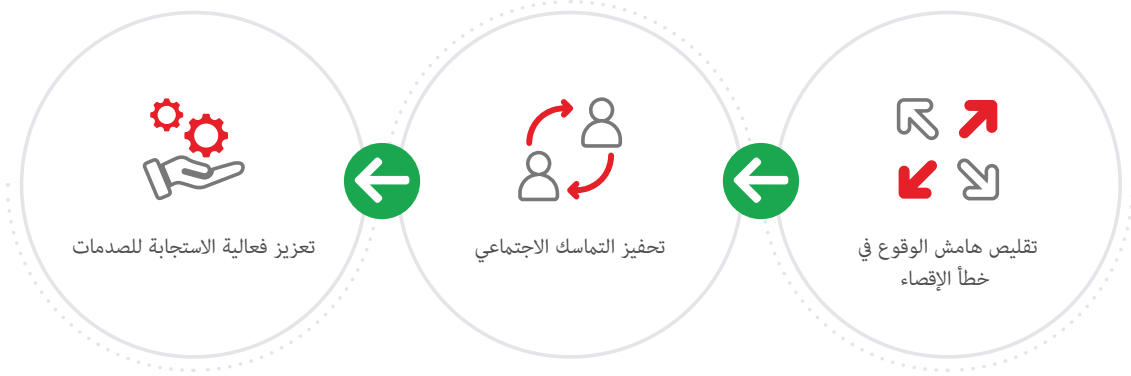 تقليص هامش الوقوع في
خطأ الإقصاء
تحفيز التماسك الاجتماعي
تعزيز فعالية الاستجابة للصدمات